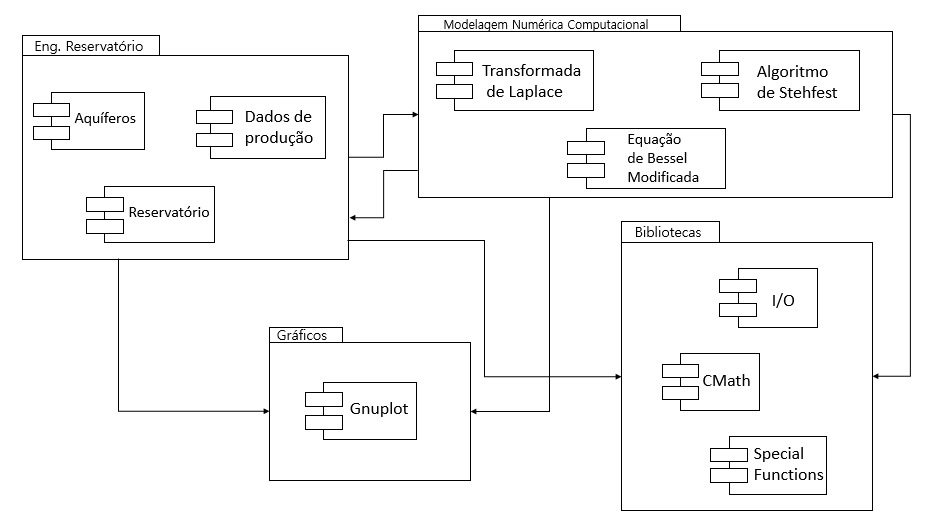 Eng. Reservatório
Aquíferos
Dados de
produção
Reservatório
Modelagem Numérica Computacional
Transformada
de Laplace
Algoritmo
de Stehfest
Equação
de Bessel
Modificada
Bibliotecas
I/O
CMath
Special
Functions
Gráficos
Gnuplot